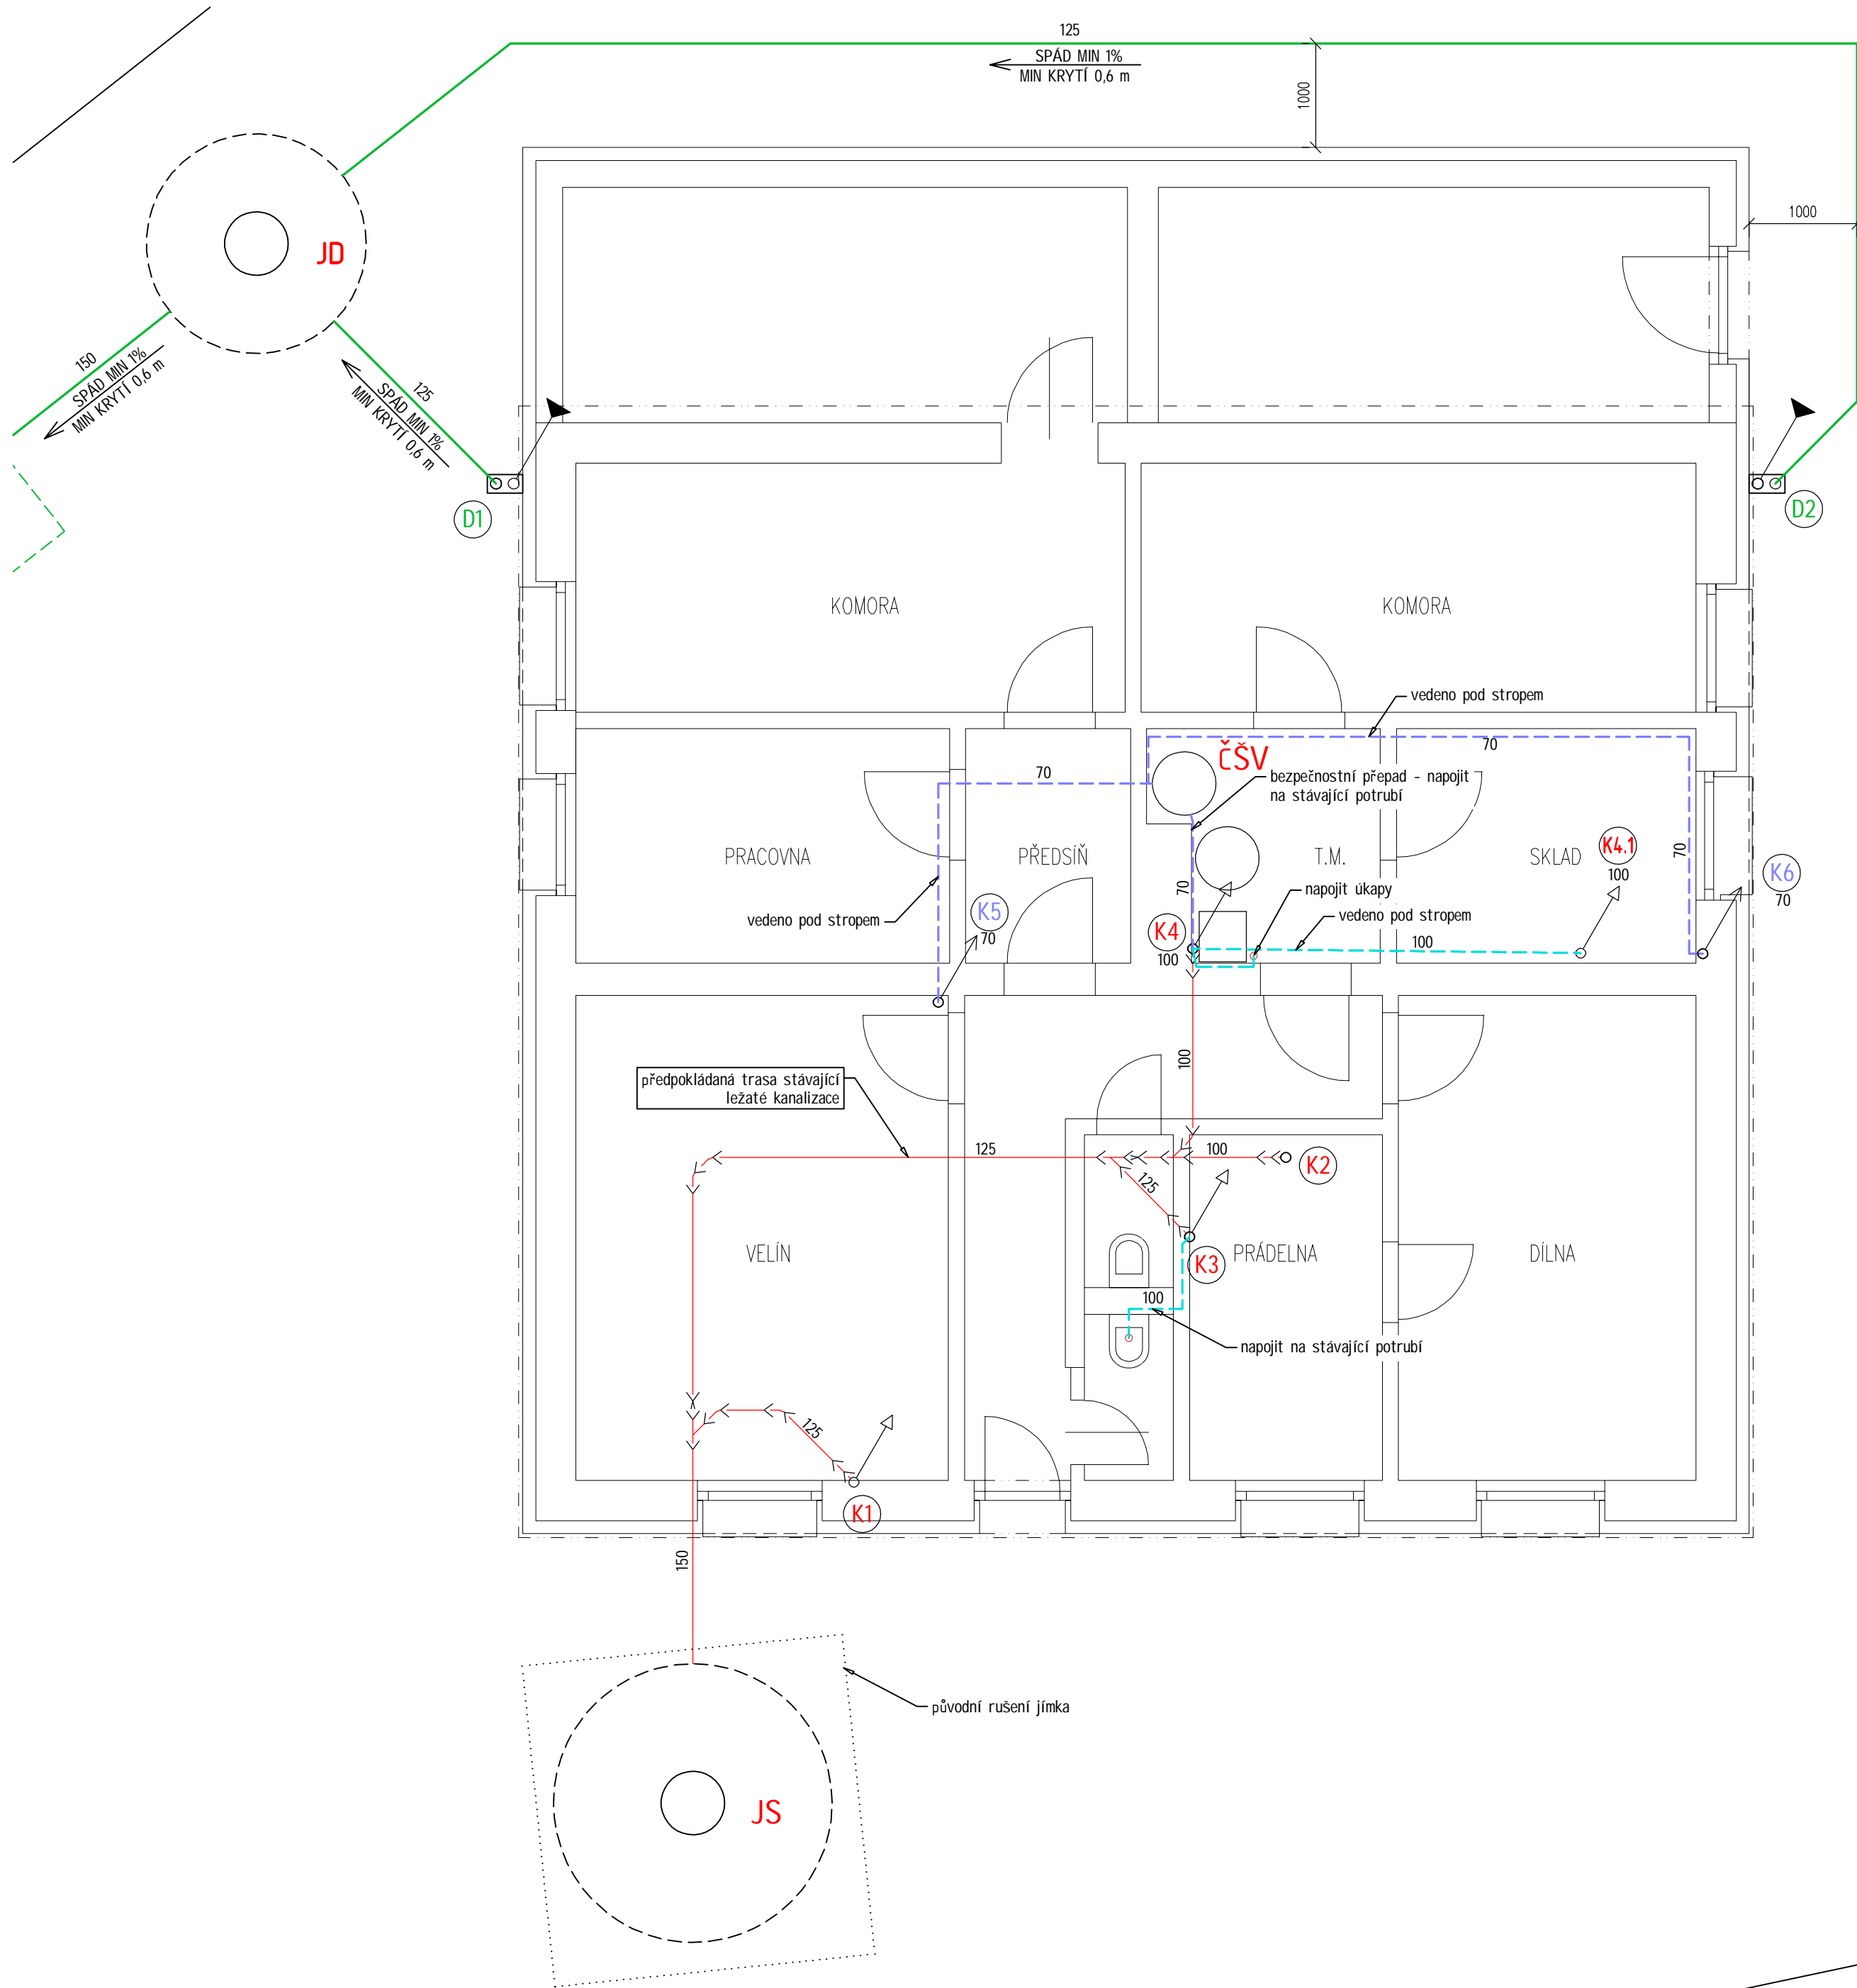 125
SPÁD MIN 1%
MIN KRYTÍ 0,6 m
1000
1000
JD
150
SPÁD MIN 1%
MIN KRYTÍ 0,6 m
125
SPÁD MIN 1%
MIN KRYTÍ 0,6 m
D1
D2
KOMORA
KOMORA
vedeno pod stropem
70
ČŠV
70
bezpečnostní přepad - napojit
na stávající potrubí
PRACOVNA
PŘEDSÍŇ
T.M.
SKLAD
K4.1
100
70
K6
70
70
napojit úkapy
vedeno pod stropem
vedeno pod stropem
K5
70
K4
100
100
100
předpokládaná trasa stávající
ležaté kanalizace
125
100
K2
125
VELÍN
K3
PRÁDELNA
DÍLNA
100
napojit na stávající potrubí
125
K1
150
původní rušení jímka
JS